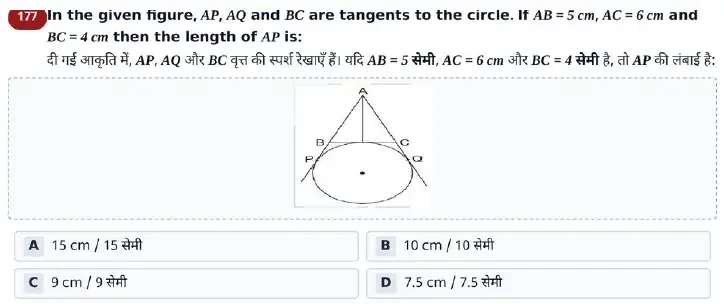 177 In the given figure, AP, AQ and BC are tangents to the circle. If AB = 5 cm, AC = 6 cm and
BC = 4 cm then the length of AP is:
दी गई आकृति में, AP, AQ और BC वृत्त की स्पर्श रेखाएँ हैं। यदि AB = 5 सेमी, AC = 6 cm और BC = 4 सेमी है, तो AP की लंबाई है:
A
B C
P Q
A 15 cm / 15 सेमी
B 10 cm / 10 सेमी
C 9 cm / 9 सेमी
D 7.5 cm / 7.5 सेमी